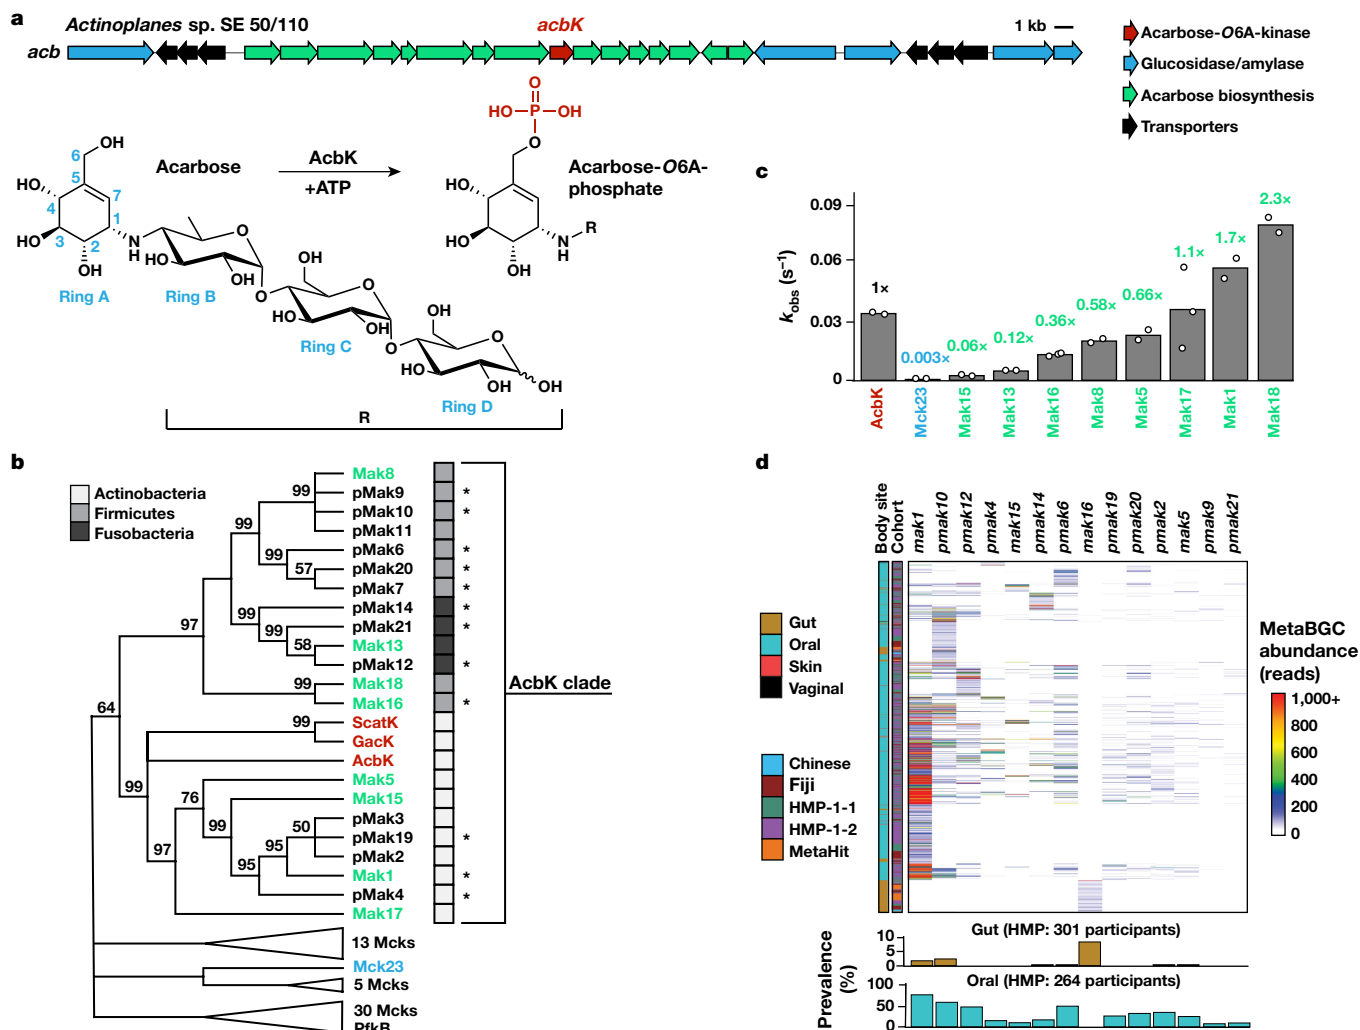 a
Actinoplanes sp. SE 50/110
acbK
1 kb
acb
Acarbose-O6A-kinase
Glucosidase/amylase
Acarbose biosynthesis
Transporters
Acarbose
AcbK
+ATP
Acarbose-O6A-
phosphate
O
HO
P
OH
O
OH
6
5
7
HO
4
1
HO
3
2
OH
N
H
HO
HO
OH
N
H
R
O
HO
OH
O
OH
O
HO
OH
O
OH
O
HO
OH
OH
Ring A
Ring B
Ring C
Ring D
R
b
Actinobacteria
Firmicutes
Fusobacteria
Mak8
pMak9 *
pMak10 *
pMak11
pMak6 *
pMak20 *
pMak7 *
pMak14 *
pMak21 *
Mak13
pMak12 *
Mak18
Mak16 *
ScatK
GacK
AcbK
Mak5
Mak15
pMak3
pMak19 *
pMak2
Mak1 *
pMak4 *
Mak17
13 Mcks
Mck23
5 Mcks
30 Mcks
PfkB
99
99
99
57
99
99
58
97
99
64
99
99
76
99
50
95
95
97
AcbK clade
c
kobs (s−1)
0.09
0.06
0.03
0
1×
0.003×
0.06×
0.12×
0.36×
0.58×
0.66×
1.1×
1.7×
2.3×
AcbK
Mck23
Mak15
Mak13
Mak16
Mak8
Mak5
Mak17
Mak1
Mak18
d
Body site
Cohort
mak1
pmak10
pmak12
pmak4
mak15
pmak14
pmak6
mak16
pmak19
pmak20
pmak2
mak5
pmak9
pmak21
Gut
Oral
Skin
Vaginal
Chinese
Fiji
HMP-1-1
HMP-1-2
MetaHit
MetaBGC
abundance
(reads)
1,000+
800
600
400
200
0
Prevalence
(%)
Gut (HMP: 301 participants)
10
5
0
Oral (HMP: 264 participants)
100
50
0